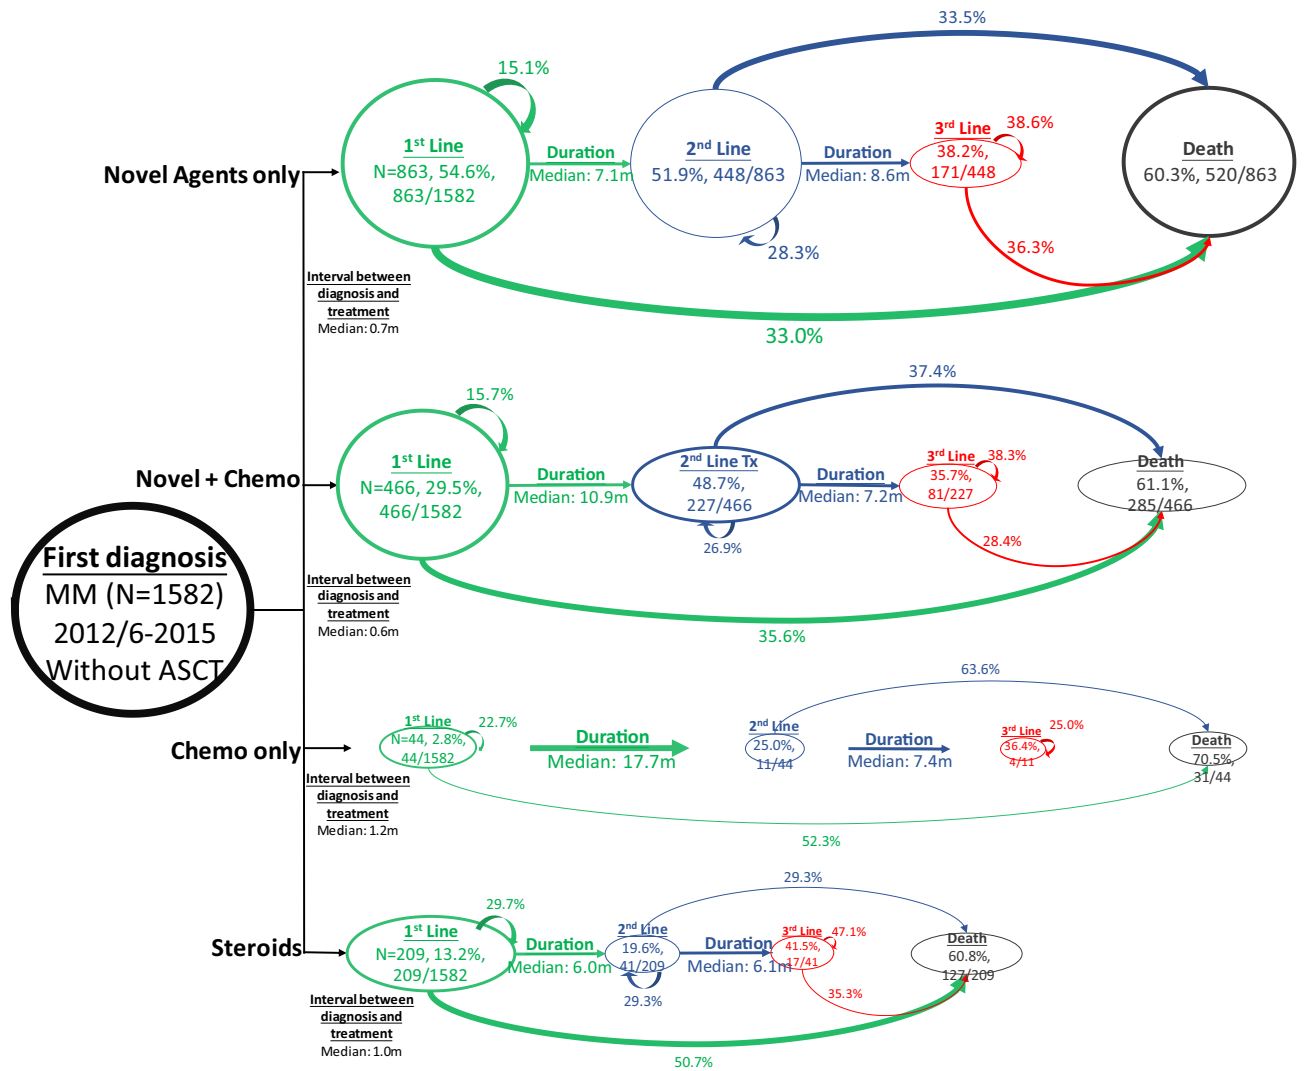 33.5%
15.1%
1st Line
N=863, 54.6%,
863/1582
Duration
Median: 7.1m
2nd Line
51.9%, 448/863
28.3%
Duration
Median: 8.6m
3rd Line
38.2%,
171/448
38.6%
36.3%
Death
60.3%, 520/863
Novel Agents only
Interval between
diagnosis and
treatment
Median: 0.7m
33.0%
37.4%
15.7%
1st Line
N=466, 29.5%,
466/1582
Duration
Median: 10.9m
2nd Line Tx
48.7%,
227/466
26.9%
Duration
Median: 7.2m
3rd Line
35.7%,
81/227
38.3%
28.4%
Death
61.1%,
285/466
Novel + Chemo
First diagnosis
MM (N=1582)
2012/6-2015
Without ASCT
Interval between
diagnosis and
treatment
Median: 0.6m
35.6%
63.6%
1st Line
N=44, 2.8%,
44/1582
22.7%
Duration
Median: 17.7m
2nd Line
25.0%,
11/44
Duration
Median: 7.4m
3rd Line
36.4%,
4/11
25.0%
Death
70.5%,
31/44
Chemo only
Interval between
diagnosis and
treatment
Median: 1.2m
52.3%
29.3%
29.7%
1st Line
N=209, 13.2%,
209/1582
Duration
Median: 6.0m
2nd Line
19.6%,
41/209
29.3%
Duration
Median: 6.1m
3rd Line
41.5%,
17/41
47.1%
35.3%
Death
60.8%,
127/209
Steroids
Interval between
diagnosis and
treatment
Median: 1.0m
50.7%